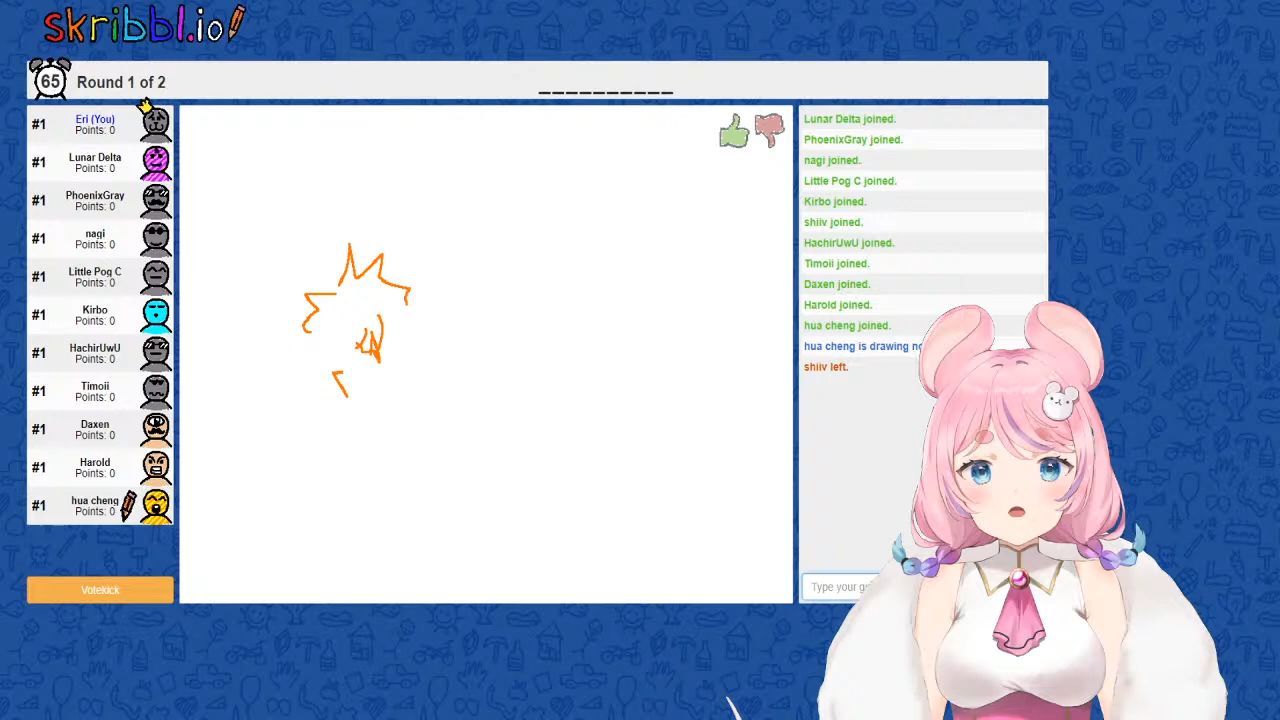 skribbl.io
65
Round 1 of 2
__________
#1
Eri (You)
Points: 0
#1
Lunar Delta
Points: 0
#1
PhoenixGray
Points: 0
#1
nagi
Points: 0
#1
Little Pog C
Points: 0
#1
Kirbo
Points: 0
#1
HachirUwU
Points: 0
#1
Timoii
Points: 0
#1
Daxen
Points: 0
#1
Harold
Points: 0
#1
hua cheng
Points: 0
Votekick
Lunar Delta joined.
PhoenixGray joined.
nagi joined.
Little Pog C joined.
Kirbo joined.
shiiv joined.
HachirUwU joined.
Timoii joined.
Daxen joined.
Harold joined.
hua cheng joined.
hua cheng is drawing
shiiv left.
Type your